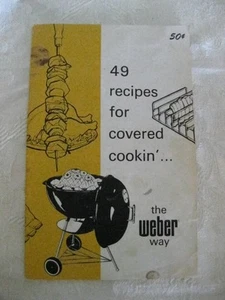 50¢
49
recipes
for
covered
cookin'...
the
weber
way